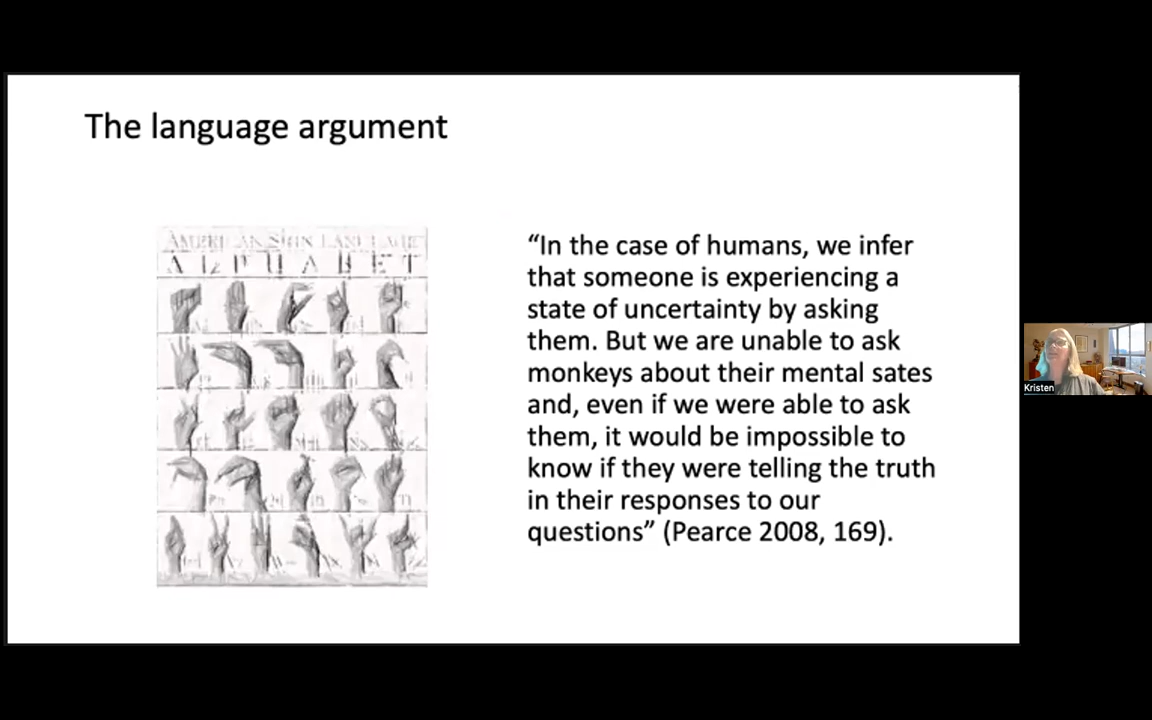 The language argument
AMERICAN SIGN LANGUAGE
ALPHABET
“In the case of humans, we infer
that someone is experiencing a
state of uncertainty by asking
them. But we are unable to ask
monkeys about their mental sates
and, even if we were able to ask
them, it would be impossible to
know if they were telling the truth
in their responses to our
questions” (Pearce 2008, 169).
Kristen